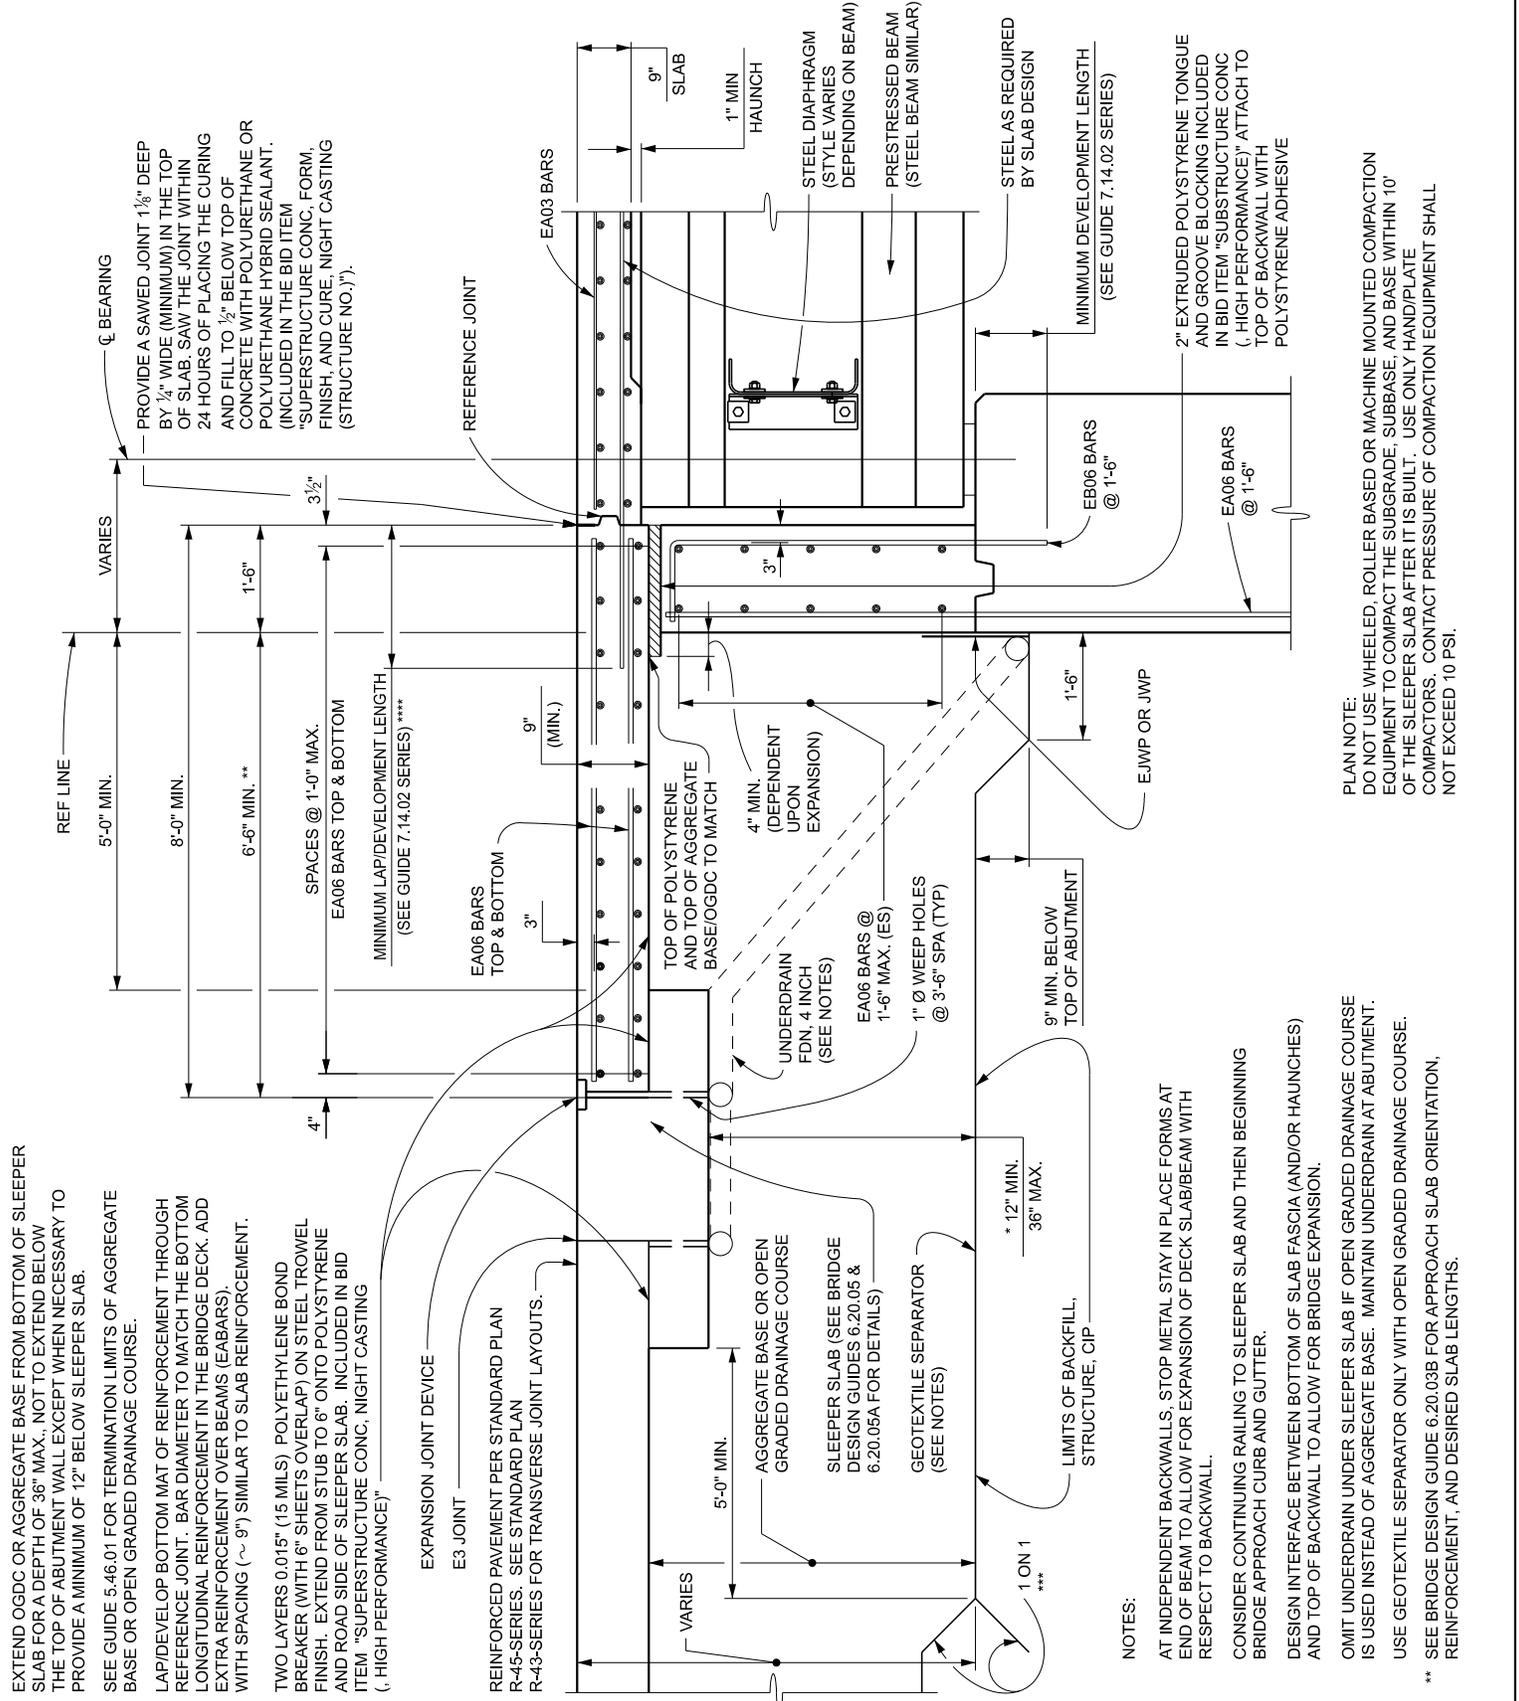 EXTEND OGDC OR AGGREGATE BASE FROM BOTTOM OF SLEEPER
SLAB FOR A DEPTH OF 36" MAX., NOT TO EXTEND BELOW
THE TOP OF ABUTMENT WALL EXCEPT WHEN NECESSARY TO
PROVIDE A MINIMUM OF 12" BELOW SLEEPER SLAB.
SEE GUIDE 5.46.01 FOR TERMINATION LIMITS OF AGGREGATE
BASE OR OPEN GRADED DRAINAGE COURSE.
LAP/DEVELOP BOTTOM MAT OF REINFORCEMENT THROUGH
REFERENCE JOINT. BAR DIAMETER TO MATCH THE BOTTOM
LONGITUDINAL REINFORCEMENT IN THE BRIDGE DECK. ADD
EXTRA REINFORCEMENT OVER BEAMS (EABARS).
WITH SPACING (~ 9") SIMILAR TO SLAB REINFORCEMENT.
TWO LAYERS 0.015" (15 MILS) POLYETHYLENE BOND
BREAKER (WITH 6" SHEETS OVERLAP) ON STEEL TROWEL
FINISH. EXTEND FROM STUB TO 6" ONTO POLYSTYRENE
AND ROAD SIDE OF SLEEPER SLAB. INCLUDED IN BID
ITEM "SUPERSTRUCTURE CONC, NIGHT CASTING
(, HIGH PERFORMANCE)"
EXPANSION JOINT DEVICE
E3 JOINT
REINFORCED PAVEMENT PER STANDARD PLAN
R-45-SERIES. SEE STANDARD PLAN
R-43-SERIES FOR TRANSVERSE JOINT LAYOUTS.
REF LINE
5'-0" MIN.
VARIES
℄ BEARING
8'-0" MIN.
6'-6" MIN. **
1'-6"
3½"
4"
SPACES @ 1'-0" MAX.
EA06 BARS TOP & BOTTOM
MINIMUM LAP/DEVELOPMENT LENGTH
(SEE GUIDE 7.14.02 SERIES) ****
PROVIDE A SAWED JOINT 1⅛" DEEP
BY ¼" WIDE (MINIMUM) IN THE TOP
OF SLAB. SAW THE JOINT WITHIN
24 HOURS OF PLACING THE CURING
AND FILL TO ½" BELOW TOP OF
CONCRETE WITH POLYURETHANE OR
POLYURETHANE HYBRID SEALANT.
(INCLUDED IN THE BID ITEM
"SUPERSTRUCTURE CONC, FORM,
FINISH, AND CURE, NIGHT CASTING
(STRUCTURE NO.)").
REFERENCE JOINT
EA03 BARS
9"
SLAB
1" MIN
HAUNCH
STEEL DIAPHRAGM
(STYLE VARIES
DEPENDING ON BEAM)
PRESTRESSED BEAM
(STEEL BEAM SIMILAR)
STEEL AS REQUIRED
BY SLAB DESIGN
MINIMUM DEVELOPMENT LENGTH
(SEE GUIDE 7.14.02 SERIES)
2" EXTRUDED POLYSTYRENE TONGUE
AND GROOVE BLOCKING INCLUDED
IN BID ITEM "SUBSTRUCTURE CONC
(, HIGH PERFORMANCE)" ATTACH TO
TOP OF BACKWALL WITH
POLYSTYRENE ADHESIVE
EA06 BARS
TOP & BOTTOM
3"
9"
(MIN.)
TOP OF POLYSTYRENE
AND TOP OF AGGREGATE
BASE/OGDC TO MATCH
4" MIN.
(DEPENDENT
UPON
EXPANSION)
3"
UNDERDRAIN
FDN, 4 INCH
(SEE NOTES)
EA06 BARS @
1'-6" MAX. (ES)
1" Ø WEEP HOLES
@ 3'-6" SPA (TYP)
EB06 BARS
@ 1'-6"
EA06 BARS
@ 1'-6"
1'-6"
EJWP OR JWP
9" MIN. BELOW
TOP OF ABUTMENT
* 12" MIN.
36" MAX.
5'-0" MIN.
AGGREGATE BASE OR OPEN
GRADED DRAINAGE COURSE
SLEEPER SLAB (SEE BRIDGE
DESIGN GUIDES 6.20.05 &
6.20.05A FOR DETAILS)
GEOTEXTILE SEPARATOR
(SEE NOTES)
LIMITS OF BACKFILL,
STRUCTURE, CIP
VARIES
1 ON 1
***
PLAN NOTE:
DO NOT USE WHEELED, ROLLER BASED OR MACHINE MOUNTED COMPACTION
EQUIPMENT TO COMPACT THE SUBGRADE, SUBBASE, AND BASE WITHIN 10'
OF THE SLEEPER SLAB AFTER IT IS BUILT. USE ONLY HAND/PLATE
COMPACTORS. CONTACT PRESSURE OF COMPACTION EQUIPMENT SHALL
NOT EXCEED 10 PSI.
NOTES:
AT INDEPENDENT BACKWALLS, STOP METAL STAY IN PLACE FORMS AT
END OF BEAM TO ALLOW FOR EXPANSION OF DECK SLAB/BEAM WITH
RESPECT TO BACKWALL.
CONSIDER CONTINUING RAILING TO SLEEPER SLAB AND THEN BEGINNING
BRIDGE APPROACH CURB AND GUTTER.
DESIGN INTERFACE BETWEEN BOTTOM OF SLAB FASCIA (AND/OR HAUNCHES)
AND TOP OF BACKWALL TO ALLOW FOR BRIDGE EXPANSION.
OMIT UNDERDRAIN UNDER SLEEPER SLAB IF OPEN GRADED DRAINAGE COURSE
IS USED INSTEAD OF AGGREGATE BASE. MAINTAIN UNDERDRAIN AT ABUTMENT.
USE GEOTEXTILE SEPARATOR ONLY WITH OPEN GRADED DRAINAGE COURSE.
** SEE BRIDGE DESIGN GUIDE 6.20.03B FOR APPROACH SLAB ORIENTATION,
REINFORCEMENT, AND DESIRED SLAB LENGTHS.